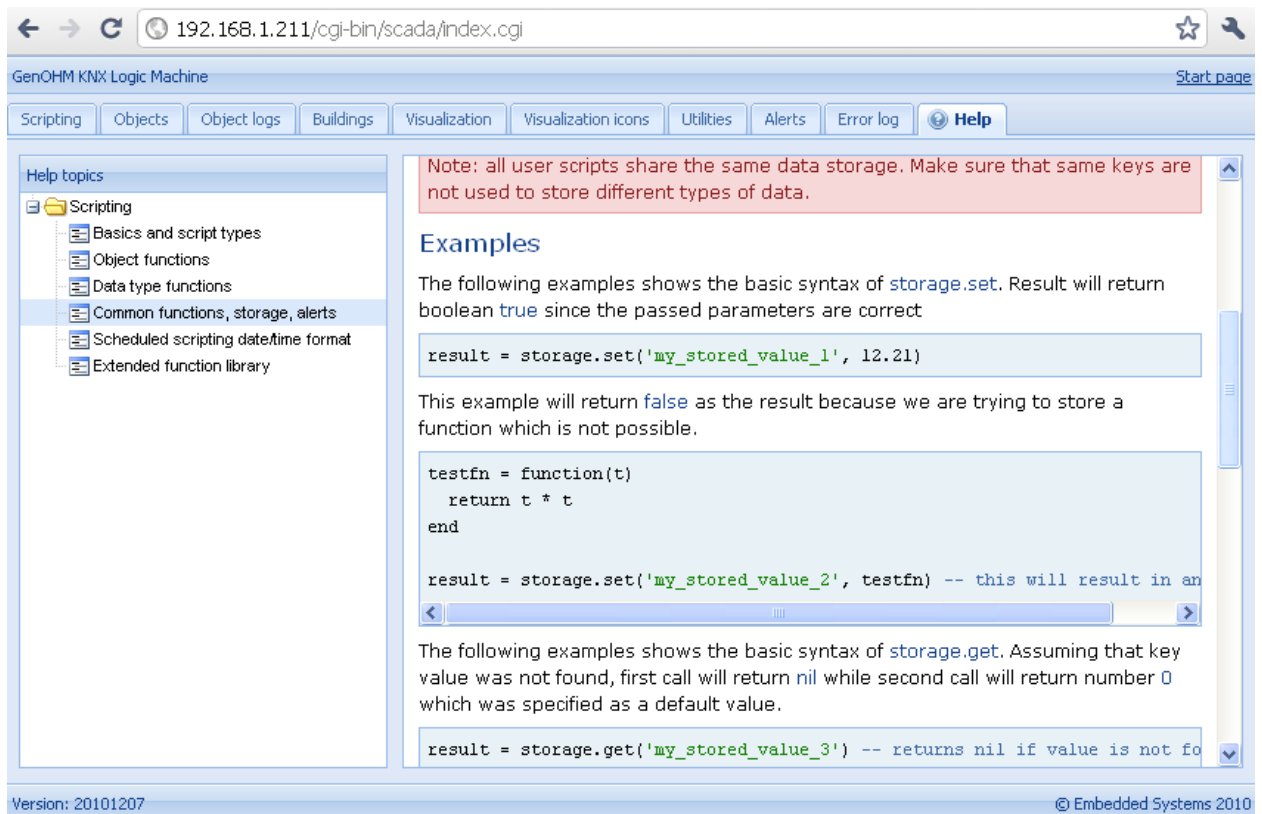 192.168.1.211/cgi-bin/scada/index.cgi
GenOHM KNX Logic Machine
Start page
Scripting
Objects
Object logs
Buildings
Visualization
Visualization icons
Utilities
Alerts
Error log
Help
Help topics
Scripting
Basics and script types
Object functions
Data type functions
Common functions, storage, alerts
Scheduled scripting date/time format
Extended function library
Note: all user scripts share the same data storage. Make sure that same keys are
not used to store different types of data.
Examples
The following examples shows the basic syntax of storage.set. Result will return
boolean true since the passed parameters are correct
result = storage.set('my_stored_value_1', 12.21)
This example will return false as the result because we are trying to store a
function which is not possible.
testfn = function(t)
  return t * t
end
result = storage.set('my_stored_value_2', testfn) -- this will result in an
The following examples shows the basic syntax of storage.get. Assuming that key
value was not found, first call will return nil while second call will return number 0
which was specified as a default value.
result = storage.get('my_stored_value_3') -- returns nil if value is not fo
Version: 20101207
© Embedded Systems 2010